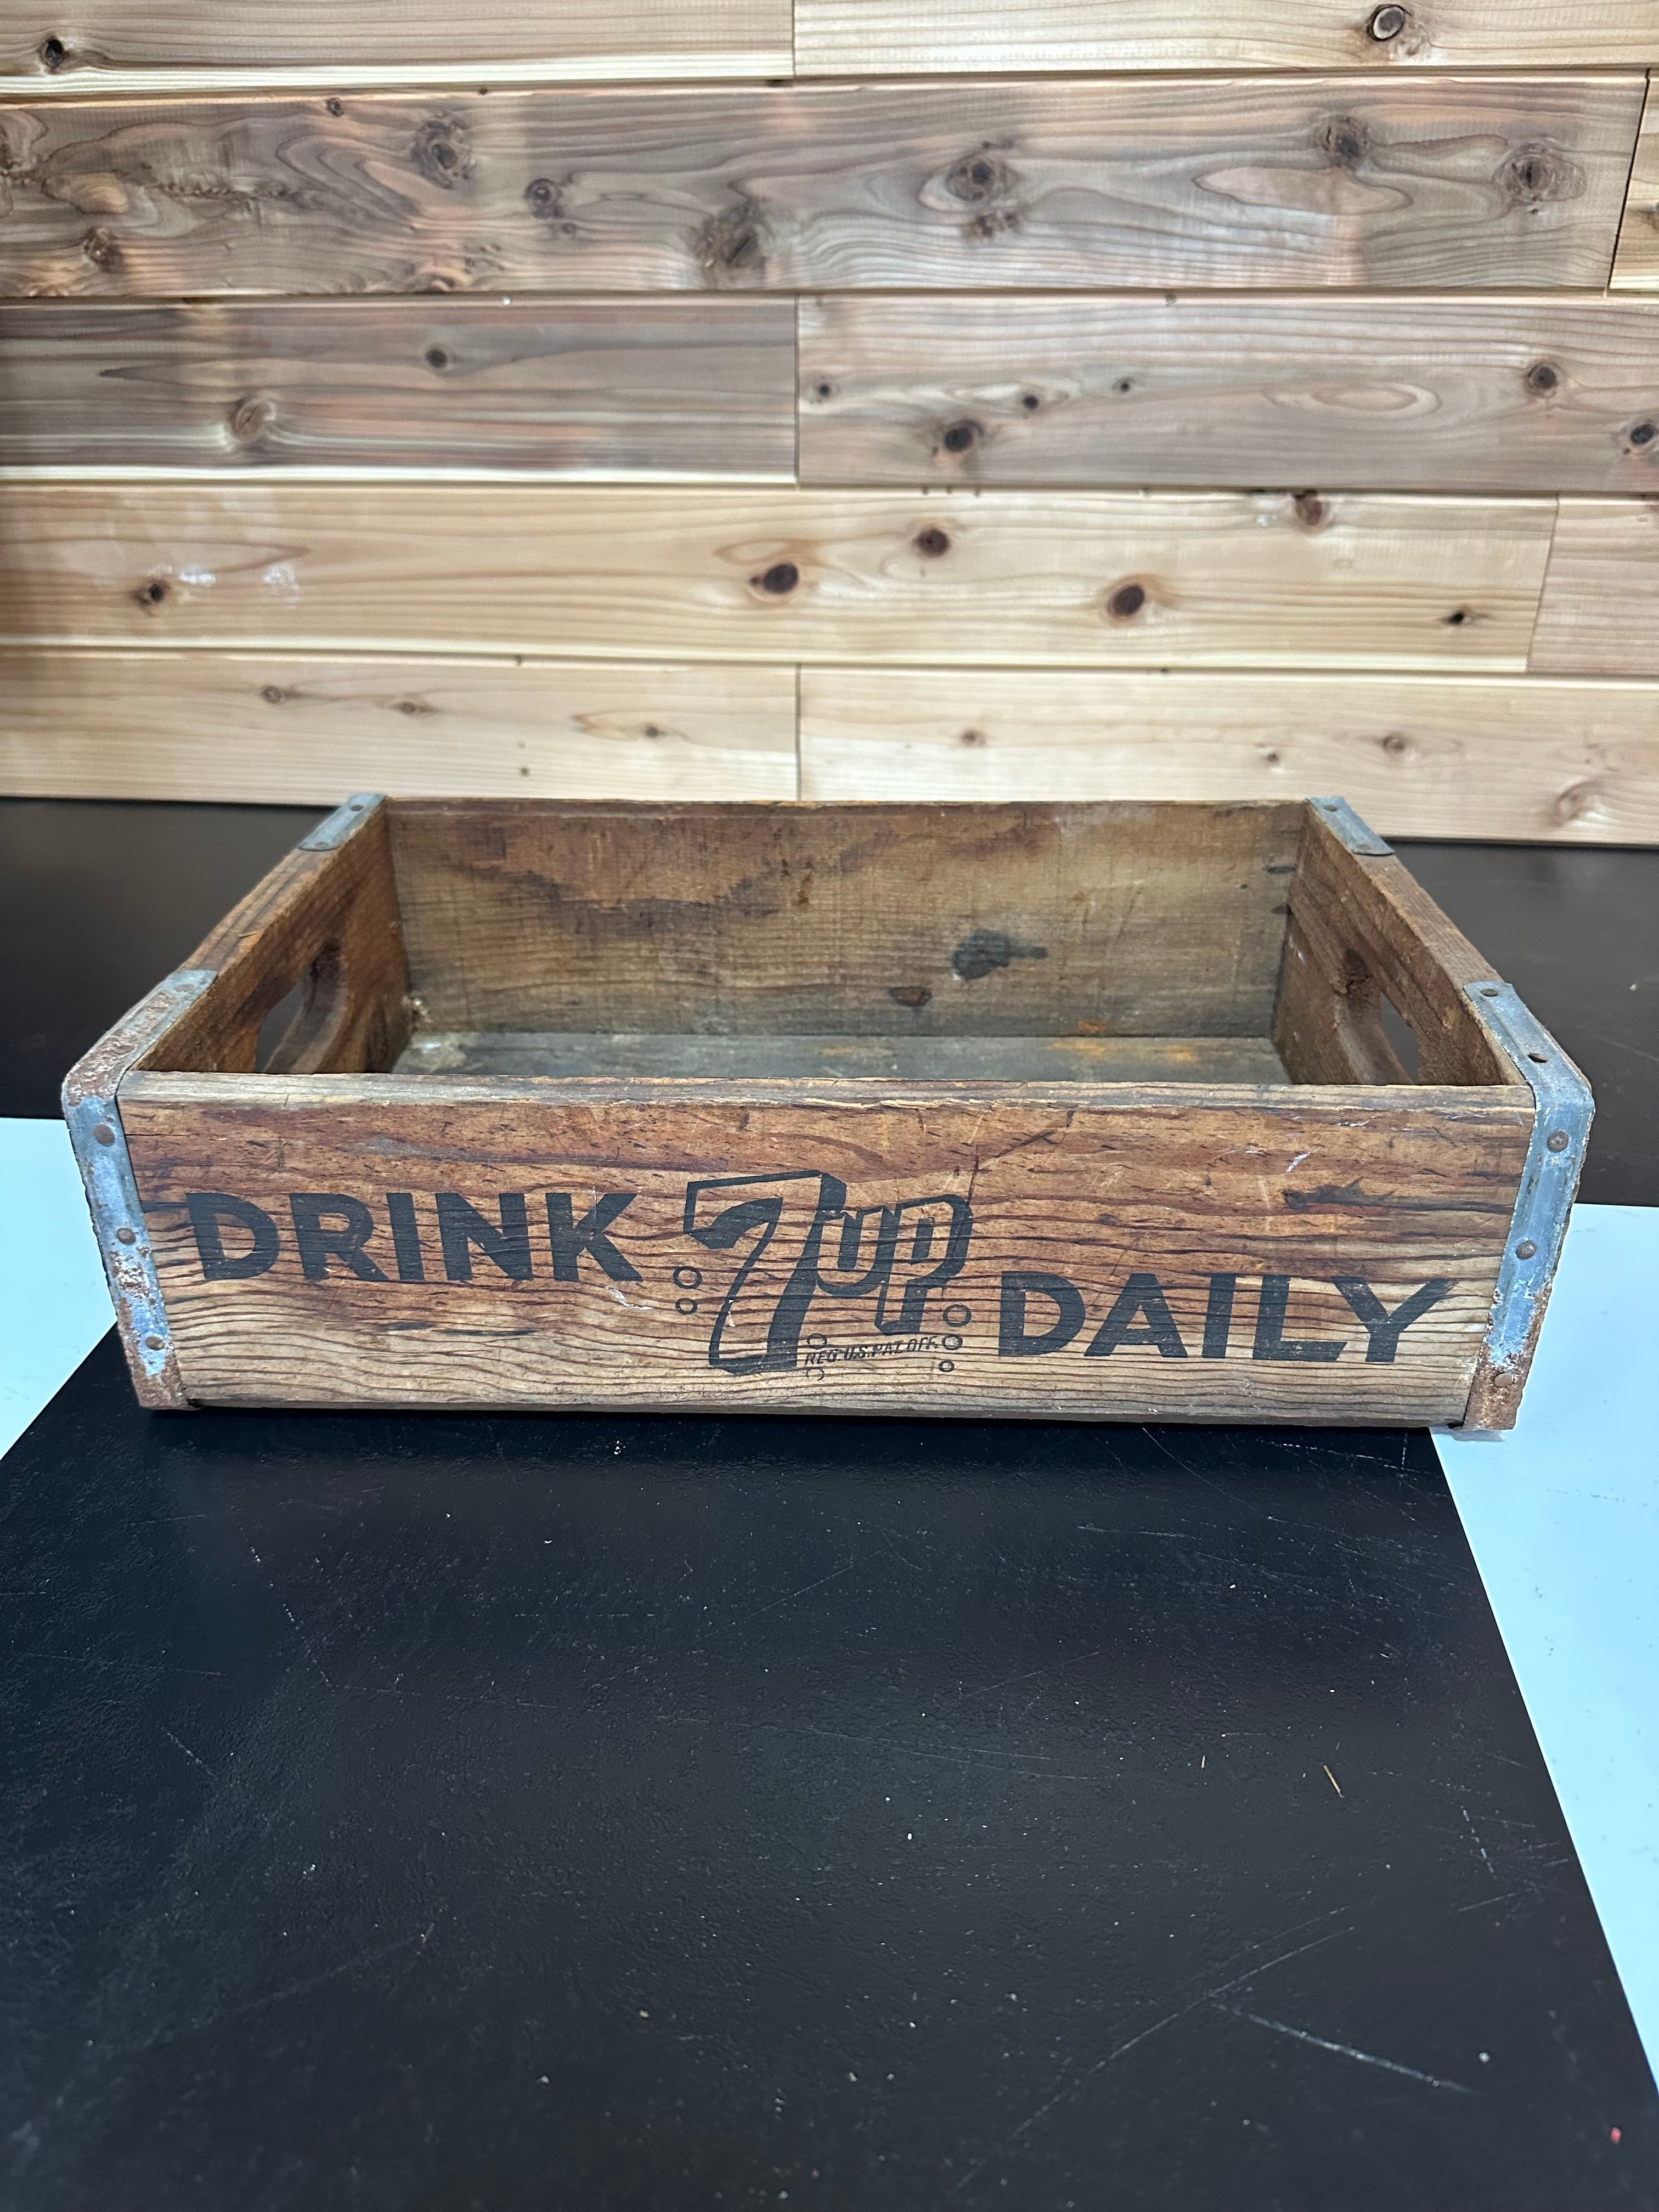 DRINK 7up DAILY
REG U.S. PAT. OFF.